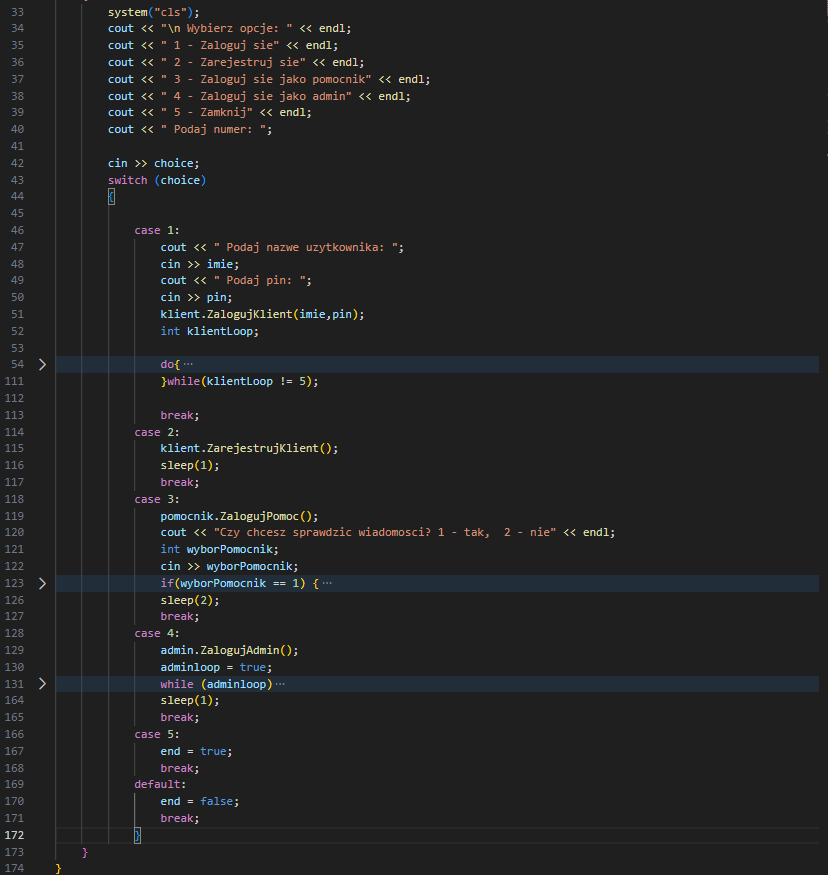 33 system("cls");
34 cout << "\n Wybierz opcje: " << endl;
35 cout << " 1 - Zaloguj sie" << endl;
36 cout << " 2 - Zarejestruj sie" << endl;
37 cout << " 3 - Zaloguj sie jako pomocnik" << endl;
38 cout << " 4 - Zaloguj sie jako admin" << endl;
39 cout << " 5 - Zamknij" << endl;
40 cout << " Podaj numer: ";
41
42 cin >> choice;
43 switch (choice)
44 {
45
46 case 1:
47 cout << " Podaj nazwe uzytkownika: ";
48 cin >> imie;
49 cout << " Podaj pin: ";
50 cin >> pin;
51 klient.ZalogujKlient(imie,pin);
52 int klientLoop;
53
54 do{ ...
111 }while(klientLoop != 5);
112
113 break;
114 case 2:
115 klient.ZarejestrujKlient();
116 sleep(1);
117 break;
118 case 3:
119 pomocnik.ZalogujPomoc();
120 cout << "Czy chcesz sprawdzic wiadomosci? 1 - tak,  2 - nie" << endl;
121 int wyborPomocnik;
122 cin >> wyborPomocnik;
123 if(wyborPomocnik == 1) { ...
126 sleep(2);
127 break;
128 case 4:
129 admin.ZalogujAdmin();
130 adminloop = true;
131 while (adminloop) ...
164 sleep(1);
165 break;
166 case 5:
167 end = true;
168 break;
169 default:
170 end = false;
171 break;
172 }
173 }
174 }